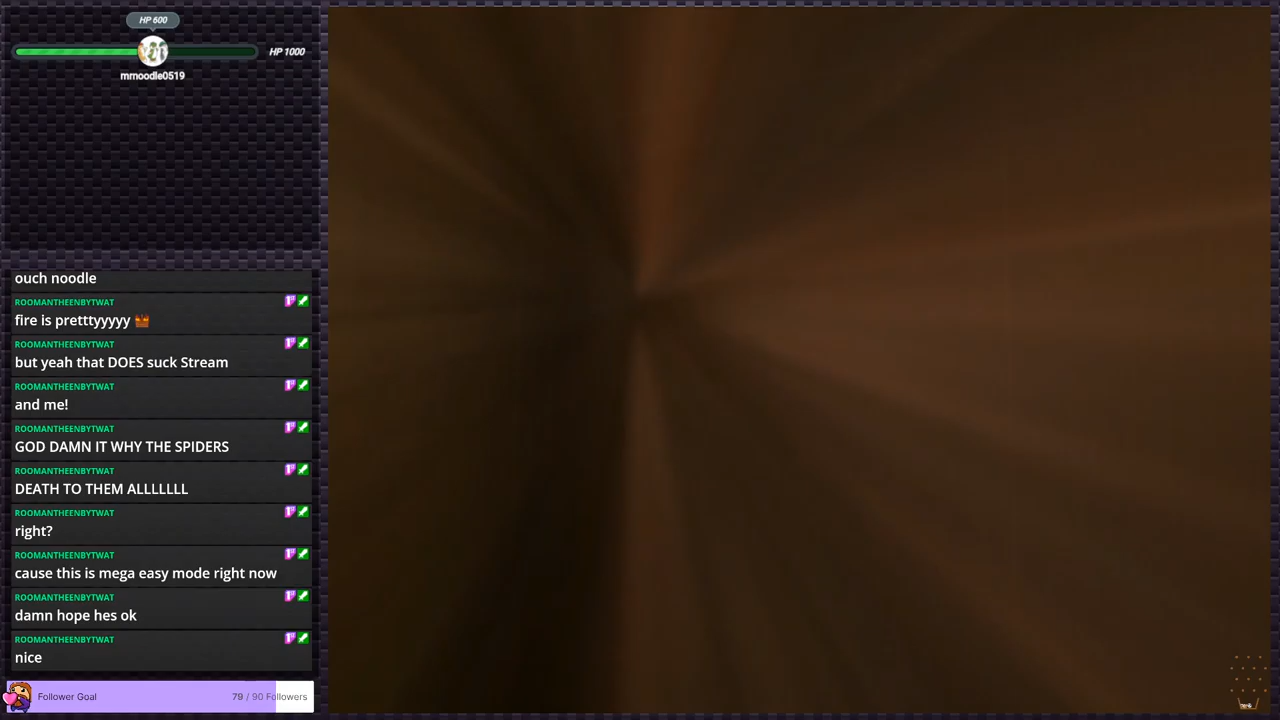 HP 600
HP 1000
mrnoodle0519
ouch noodle
ROOMANTHEENBYTWAT
fire is pretttyyyyy
ROOMANTHEENBYTWAT
but yeah that DOES suck Stream
ROOMANTHEENBYTWAT
and me!
ROOMANTHEENBYTWAT
GOD DAMN IT WHY THE SPIDERS
ROOMANTHEENBYTWAT
DEATH TO THEM ALLLLLLL
ROOMANTHEENBYTWAT
right?
ROOMANTHEENBYTWAT
cause this is mega easy mode right now
ROOMANTHEENBYTWAT
damn hope hes ok
ROOMANTHEENBYTWAT
nice
Follower Goal 79 / 90 Followers